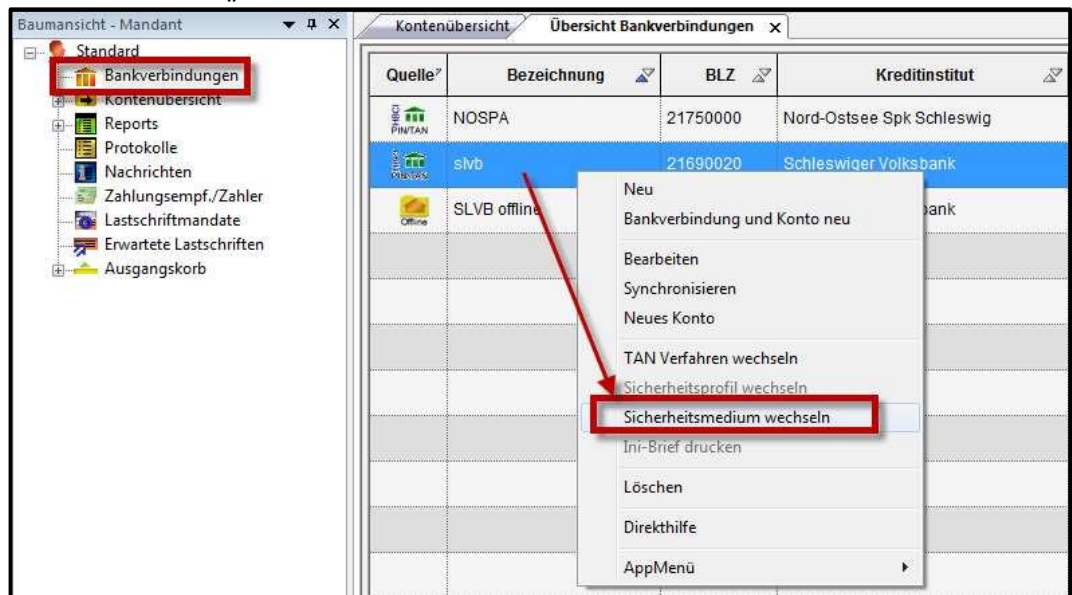 „
Baumansicht - Mandant
Standard
Bankverbindungen
Kontenübersicht
Reports
Protokolle
Nachrichten
Zahlungsempf./Zahler
Lastschriftmandate
Erwartete Lastschriften
Ausgangskorb
Kontenübersicht Übersicht Bankverbindungen x
Quelle Bezeichnung BLZ Kreditinstitut
PIN/TAN NOSPA 21750000 Nord-Ostsee Spk Schleswig
PIN/TAN slvb 21690020 Schleswiger Volksbank
Offline SLVB offline bank
Neu
Bankverbindung und Konto neu
Bearbeiten
Synchronisieren
Neues Konto
TAN Verfahren wechseln
Sicherheitsprofil wechseln
Sicherheitsmedium wechseln
Ini-Brief drucken
Löschen
Direkthilfe
AppMenü